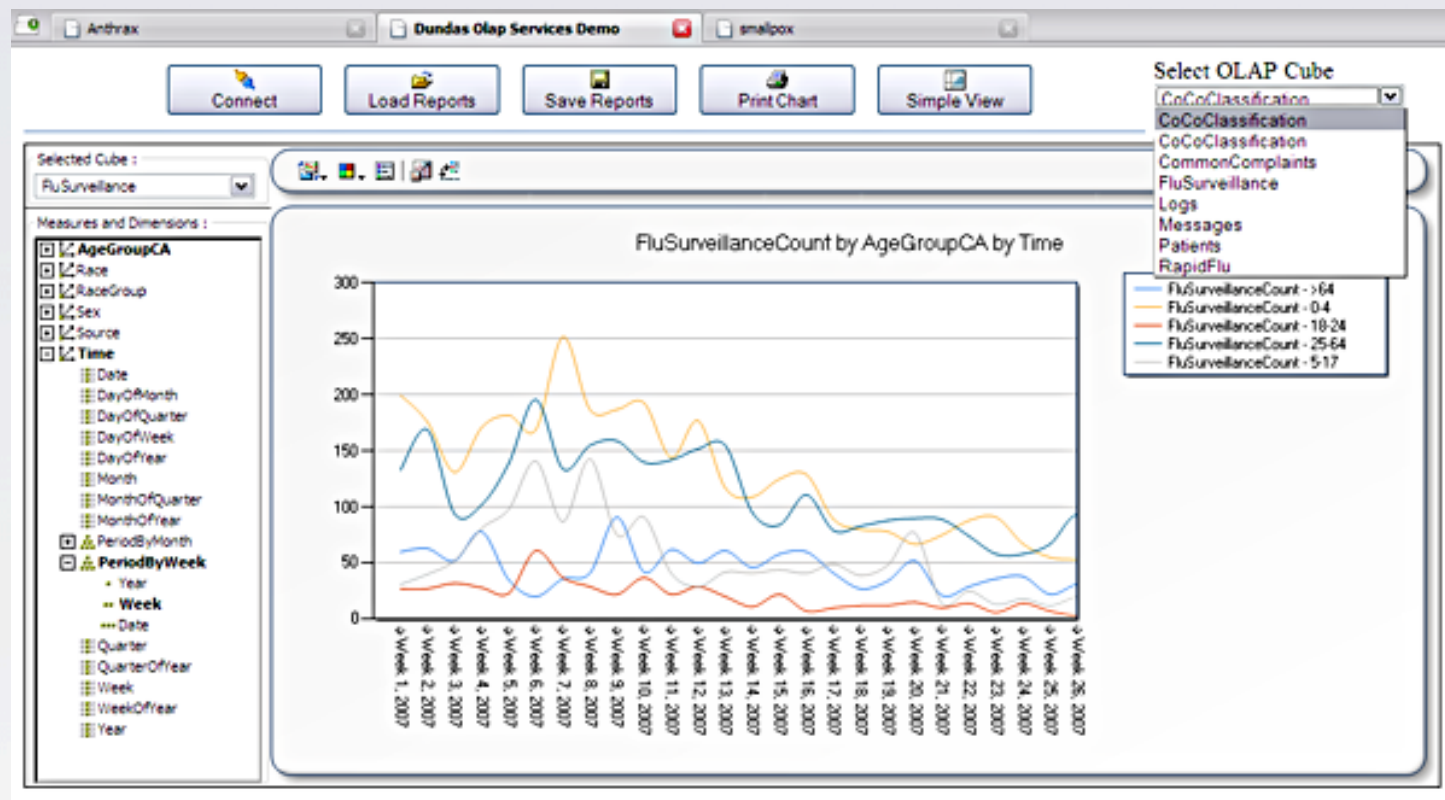 Anthrax
Dundas Olap Services Demo
smallpox
Connect
Load Reports
Save Reports
Print Chart
Simple View
Select OLAP Cube
CoCoClassification
CoCoClassification
CoCoClassification
CommonComplaints
FluSurveillance
Logs
Messages
Patients
RapidFlu
Selected Cube :
FluSurveillance
Measures and Dimensions :
AgeGroupCA
Race
RaceGroup
Sex
Source
Time
Date
DayOfMonth
DayOfQuarter
DayOfWeek
DayOfYear
Month
MonthOfQuarter
MonthOfYear
PeriodByMonth
PeriodByWeek
Year
Week
Date
Quarter
QuarterOfYear
Week
WeekOfYear
Year
FluSurveillanceCount by AgeGroupCA by Time
300
250
200
150
100
50
0
Week 1, 2007
Week 2, 2007
Week 3, 2007
Week 4, 2007
Week 5, 2007
Week 6, 2007
Week 7, 2007
Week 8, 2007
Week 9, 2007
Week 10, 2007
Week 11, 2007
Week 12, 2007
Week 13, 2007
Week 14, 2007
Week 15, 2007
Week 16, 2007
Week 17, 2007
Week 18, 2007
Week 19, 2007
Week 20, 2007
Week 21, 2007
Week 22, 2007
Week 23, 2007
Week 24, 2007
Week 25, 2007
Week 26, 2007
FluSurveillanceCount - >64
FluSurveillanceCount - 0-4
FluSurveillanceCount - 18-24
FluSurveillanceCount - 25-64
FluSurveillanceCount - 5-17